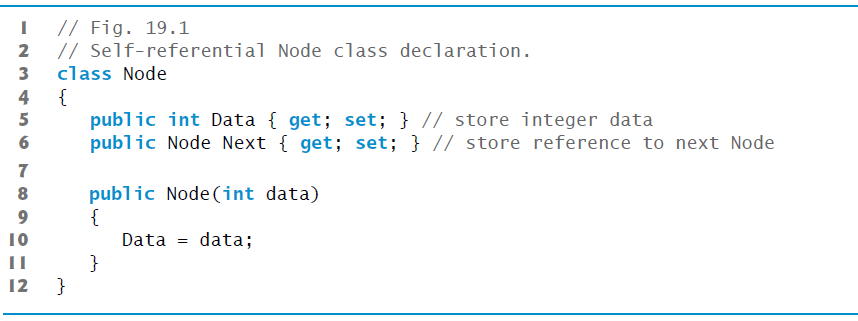 1 // Fig. 19.1
2 // Self-referential Node class declaration.
3 class Node
4 {
5 public int Data { get; set; } // store integer data
6 public Node Next { get; set; } // store reference to next Node
7
8 public Node(int data)
9 {
10 Data = data;
11 }
12 }